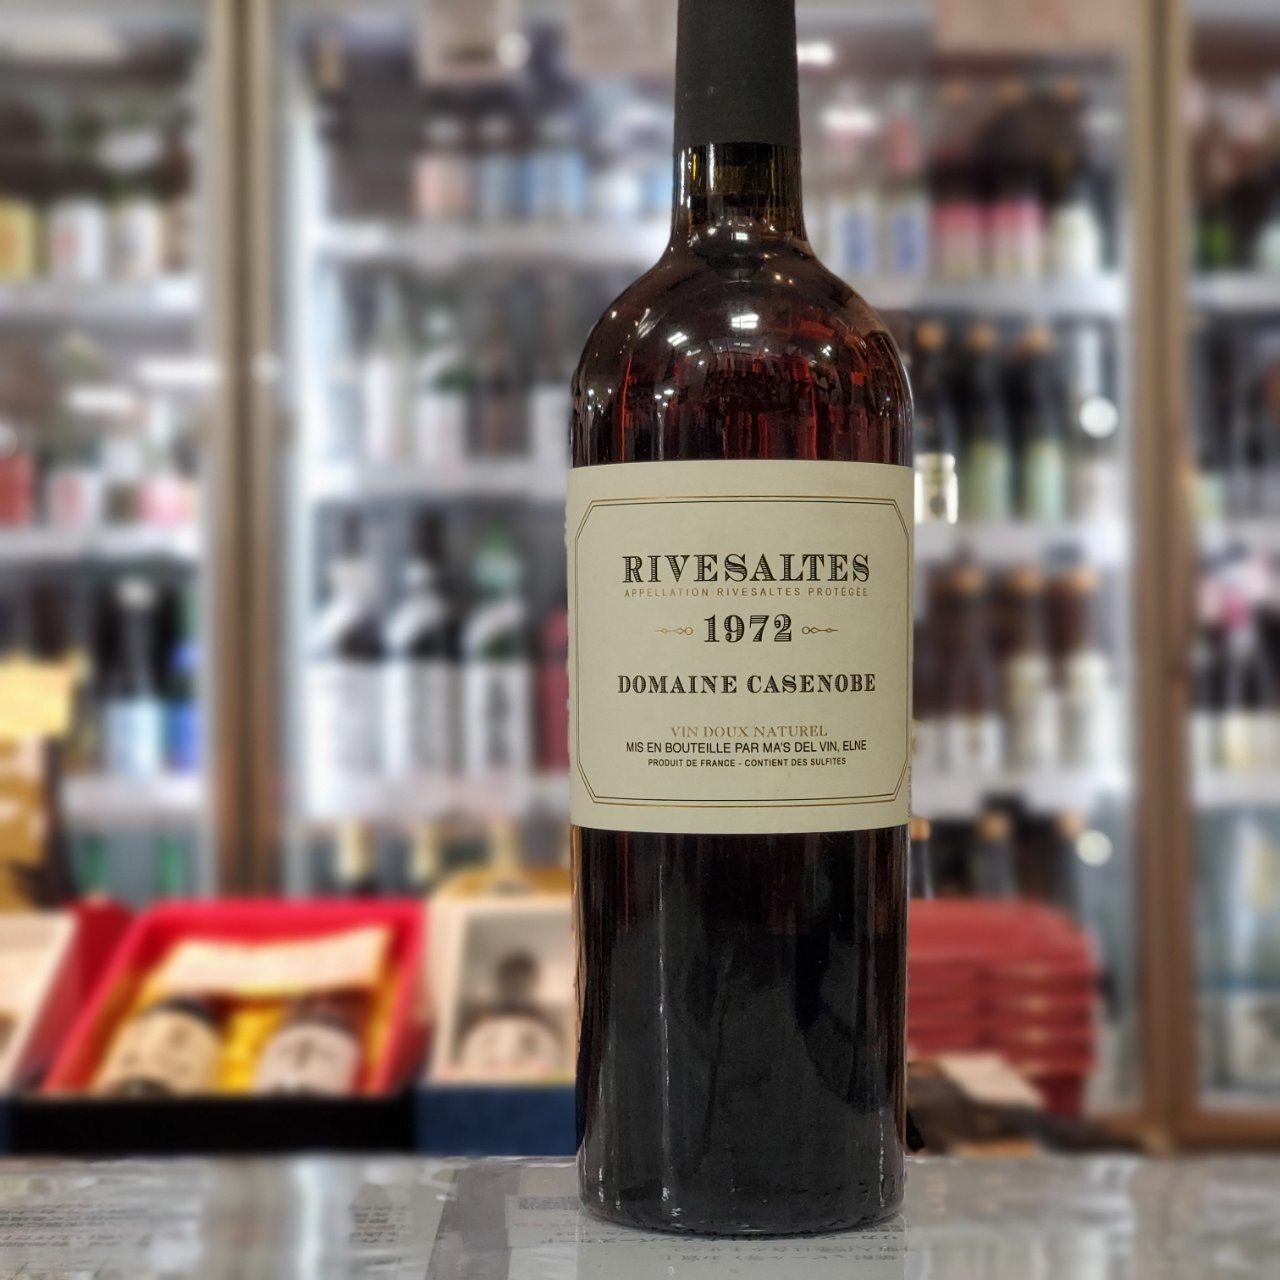 RIVESALTES
APPELLATION RIVESALTES PROTÉGÉE
1972
DOMAINE CASENOBE
VIN DOUX NATUREL
MIS EN BOUTEILLE PAR MA'S DEL VIN, ELNE
PRODUIT DE FRANCE - CONTIENT DES SULFITES